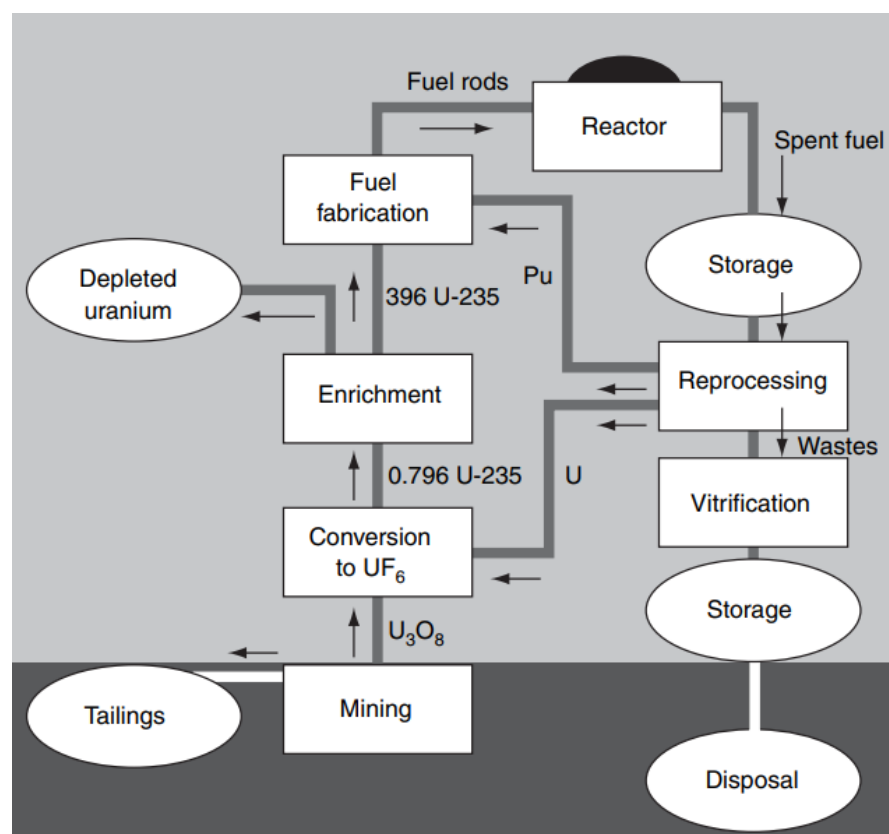 Fuel rods
Reactor
Spent fuel
Fuel
fabrication
Storage
Depleted
uranium
Pu
396 U-235
Enrichment
Reprocessing
0.796 U-235
U
Wastes
Vitrification
Conversion
to UF₆
Storage
U₃O₈
Tailings
Mining
Disposal